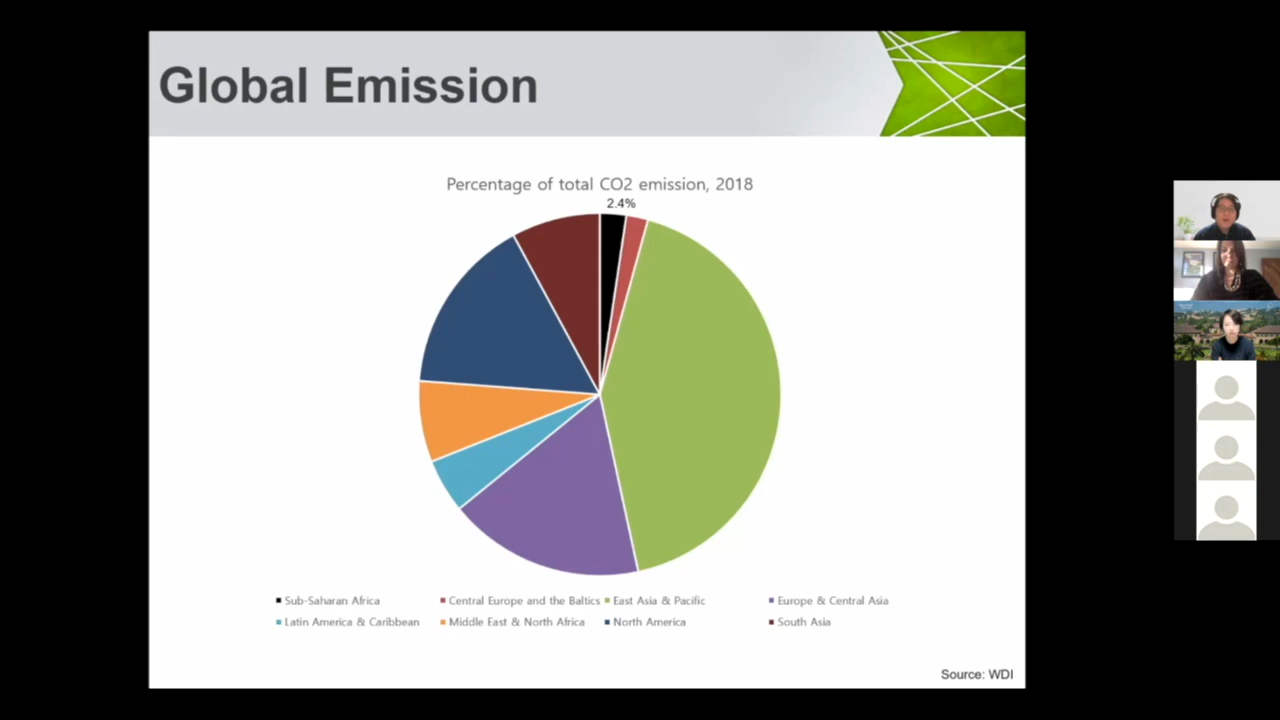 Global Emission
Percentage of total CO2 emission, 2018
2.4%
Sub-Saharan Africa Central Europe and the Baltics East Asia & Pacific Europe & Central Asia
Latin America & Caribbean Middle East & North Africa North America South Asia
Source: WDI